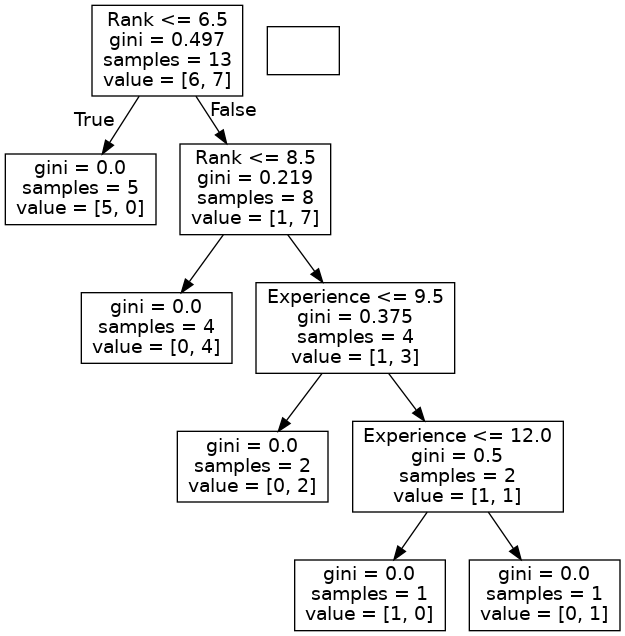 Rank <= 6.5
gini = 0.497
samples = 13
value = [6, 7]
True
False
gini = 0.0
samples = 5
value = [5, 0]
Rank <= 8.5
gini = 0.219
samples = 8
value = [1, 7]
gini = 0.0
samples = 4
value = [0, 4]
Experience <= 9.5
gini = 0.375
samples = 4
value = [1, 3]
gini = 0.0
samples = 2
value = [0, 2]
Experience <= 12.0
gini = 0.5
samples = 2
value = [1, 1]
gini = 0.0
samples = 1
value = [1, 0]
gini = 0.0
samples = 1
value = [0, 1]